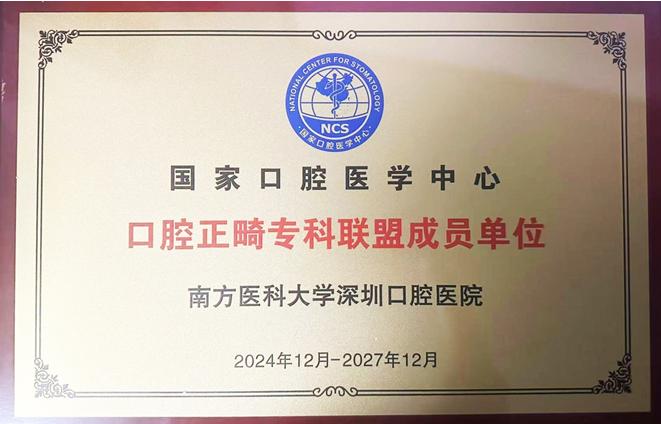 NATIONAL CENTER FOR STOMATOLOGY
NCS
·国家口腔医学中心·
国家口腔医学中心
口腔正畸专科联盟成员单位
南方医科大学深圳口腔医院
2024年12月-2027年12月